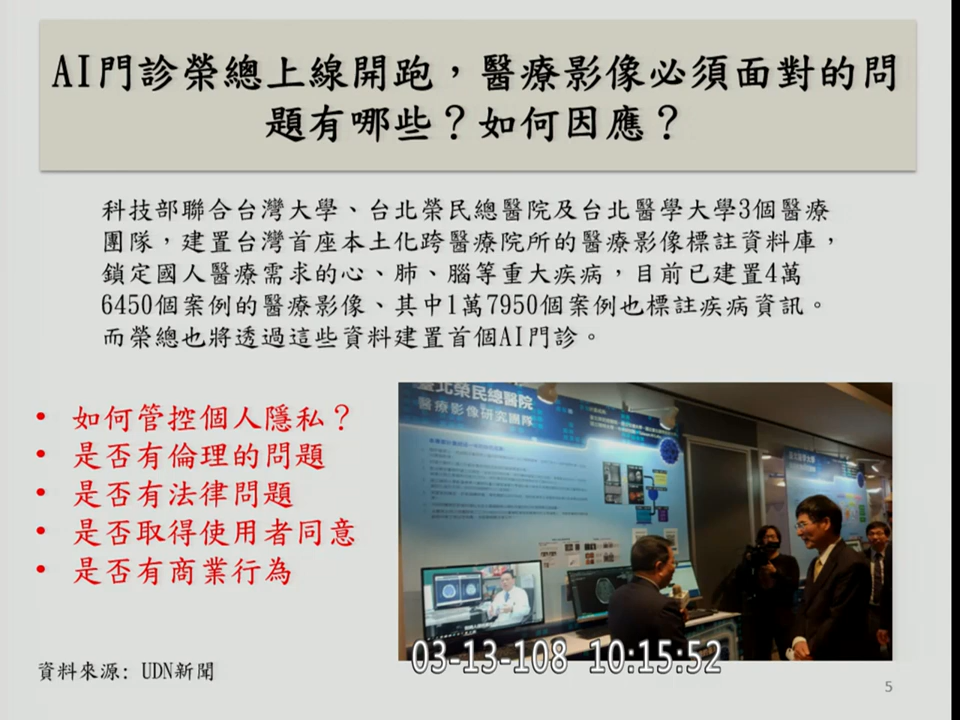 AI門診榮總上線開跑，醫療影像必須面對的問
題有哪些？如何因應？
科技部聯合台灣大學、台北榮民總醫院及台北醫學大學3個醫療
團隊，建置台灣首座本土化跨醫療院所的醫療影像標註資料庫，
鎖定國人醫療需求的心、肺、腦等重大疾病，目前已建置4萬
6450個案例的醫療影像、其中1萬7950個案例也標註疾病資訊。
而榮總也將透過這些資料建置首個AI門診。
• 如何管控個人隱私？
• 是否有倫理的問題
• 是否有法律問題
• 是否取得使用者同意
• 是否有商業行為
臺北榮民總醫院
醫療影像研究團隊
03-13-108 10:15:52
資料來源: UDN新聞
5